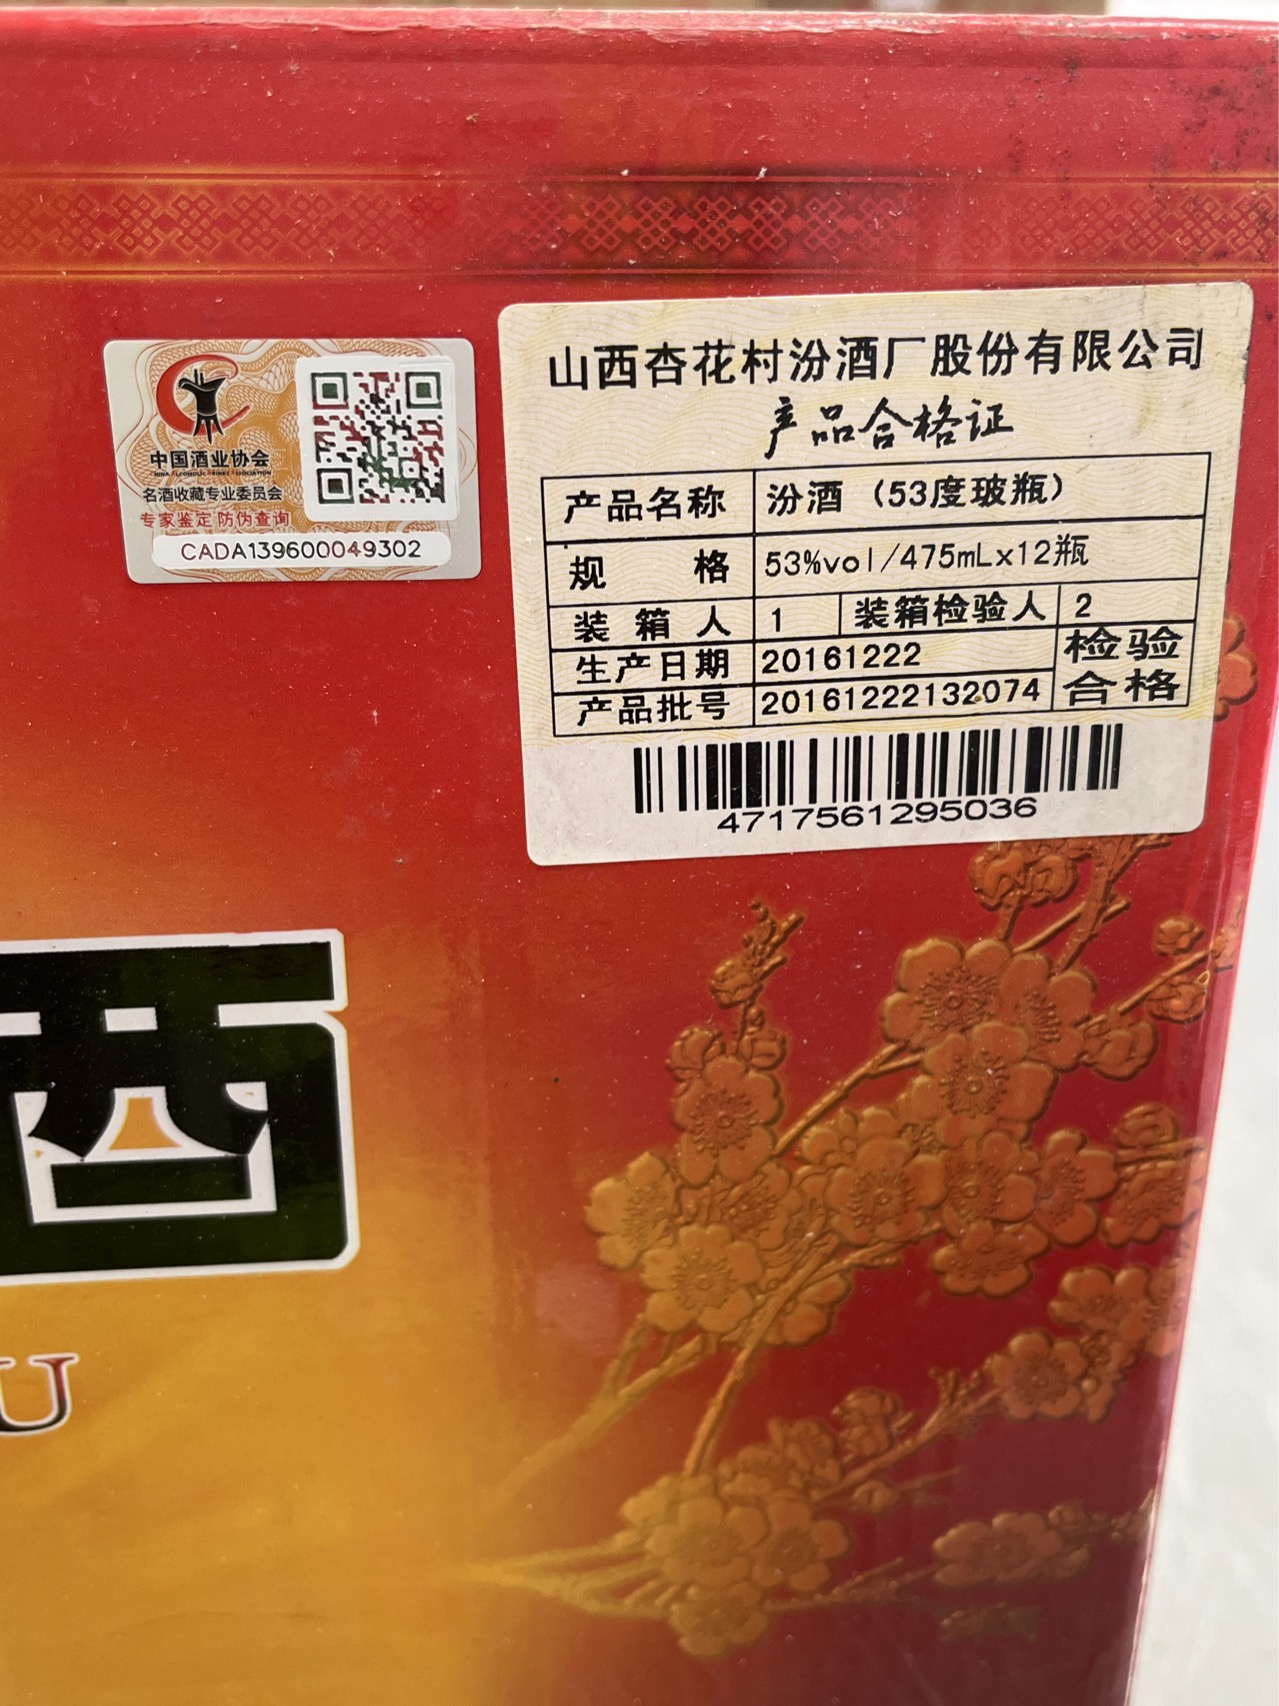 中国酒业协会
CHINA ALCOHOLIC DRINKS ASSOCIATION
名酒收藏专业委员会
专家鉴定 防伪查询
CADA139600049302
山西杏花村汾酒厂股份有限公司
产品合格证
产品名称 汾酒（53度玻瓶）
规 格 53%vol/475mLx12瓶
装箱人 1 装箱检验人 2
生产日期 20161222 检验
产品批号 20161222132074 合格
4717561295036
U